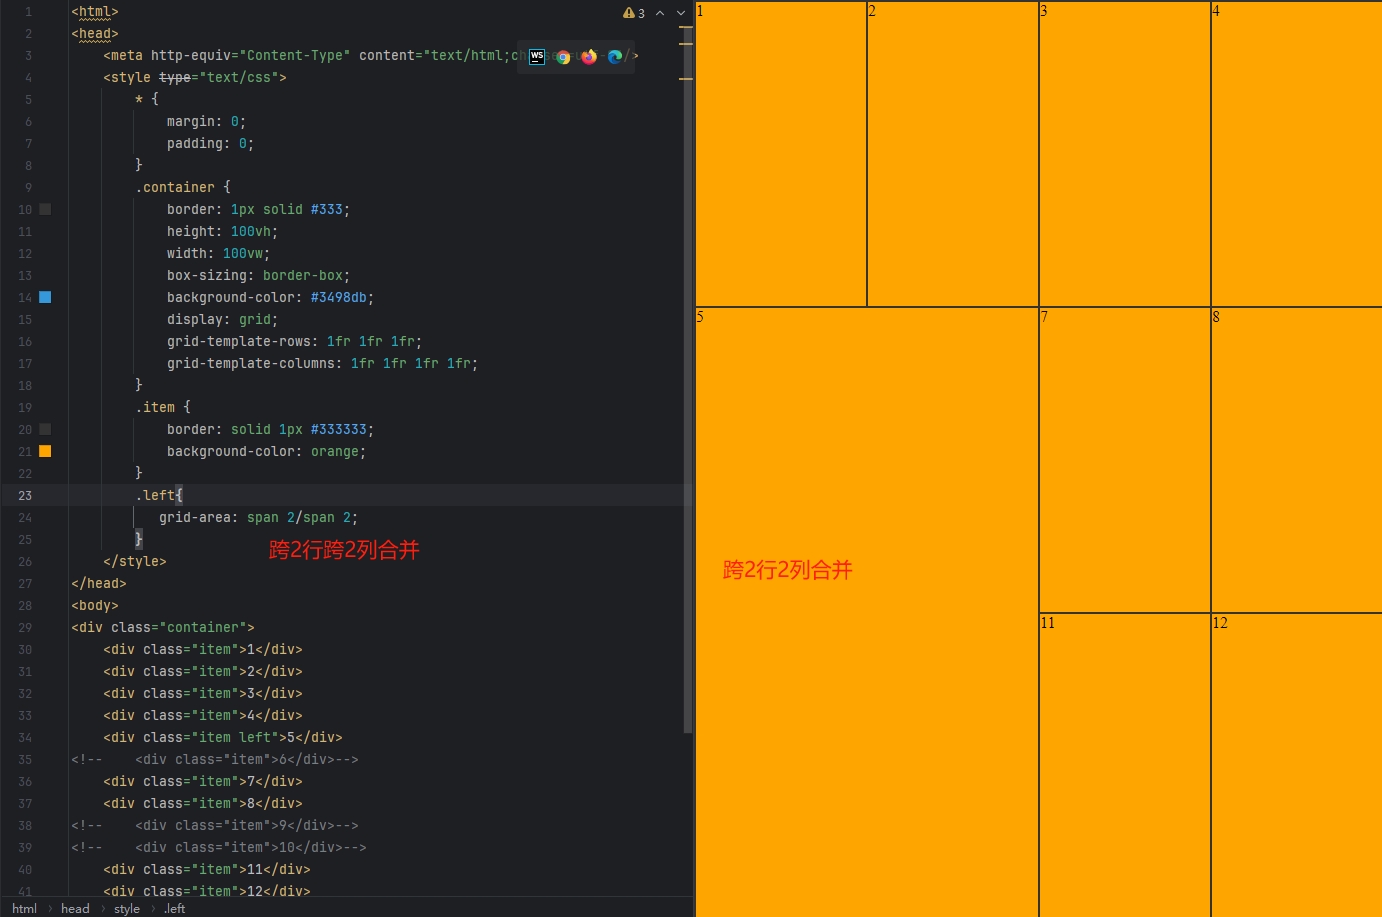 1 <html>
2 <head>
3 <meta http-equiv="Content-Type" content="text/html;
4 <style type="text/css">
5 * {
6 margin: 0;
7 padding: 0;
8 }
9 .container {
10 border: 1px solid #333;
11 height: 100vh;
12 width: 100vw;
13 box-sizing: border-box;
14 background-color: #3498db;
15 display: grid;
16 grid-template-rows: 1fr 1fr 1fr;
17 grid-template-columns: 1fr 1fr 1fr 1fr;
18 }
19 .item {
20 border: solid 1px #333333;
21 background-color: orange;
22 }
23 .left{
24 grid-area: span 2/span 2;
25 }
跨2行跨2列合并
26 </style>
27 </head>
28 <body>
29 <div class="container">
30 <div class="item">1</div>
31 <div class="item">2</div>
32 <div class="item">3</div>
33 <div class="item">4</div>
34 <div class="item left">5</div>
35 <!-- <div class="item">6</div>-->
36 <div class="item">7</div>
37 <div class="item">8</div>
38 <!-- <div class="item">9</div>-->
39 <!-- <div class="item">10</div>-->
40 <div class="item">11</div>
41 <div class="item">12</div>
html › head › style › .left
3
WS
1 2 3 4
5 7 8
跨2行2列合并
11 12